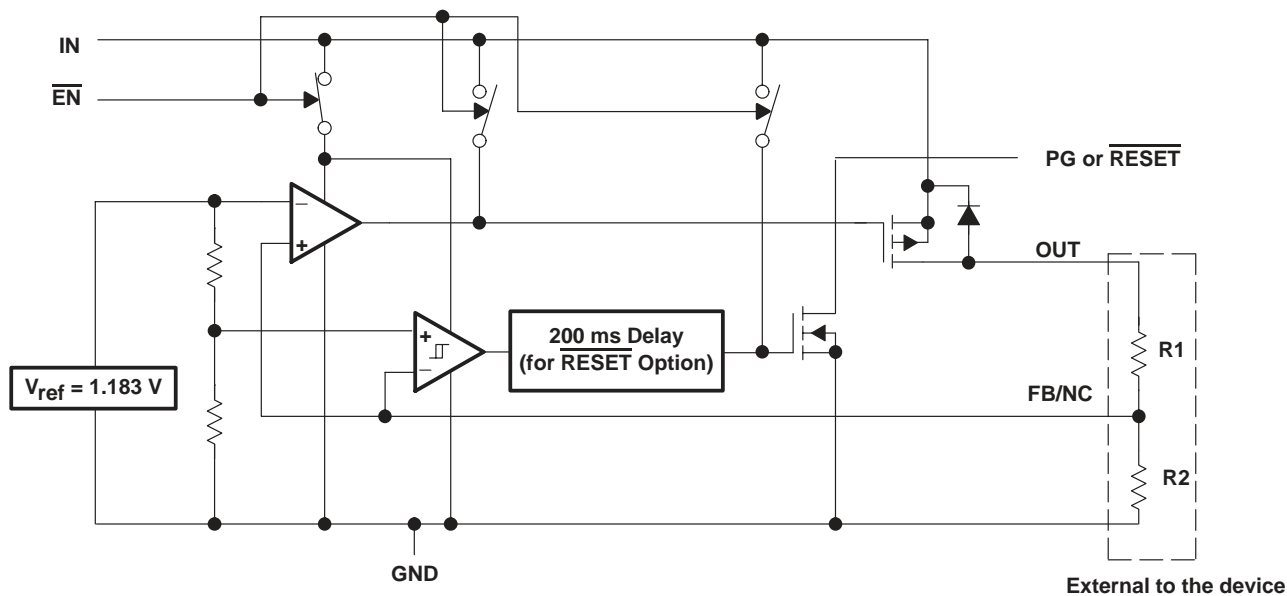 IN
EN
PG or RESET
−
+
OUT
+
−
200 ms Delay
(for RESET Option)
R1
Vref = 1.183 V
FB/NC
R2
GND
External to the device